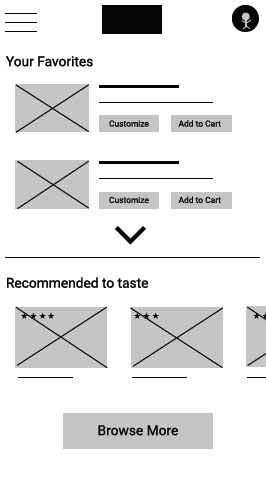 Your Favorites
Customize Add to Cart
Customize Add to Cart
Recommended to taste
Browse More